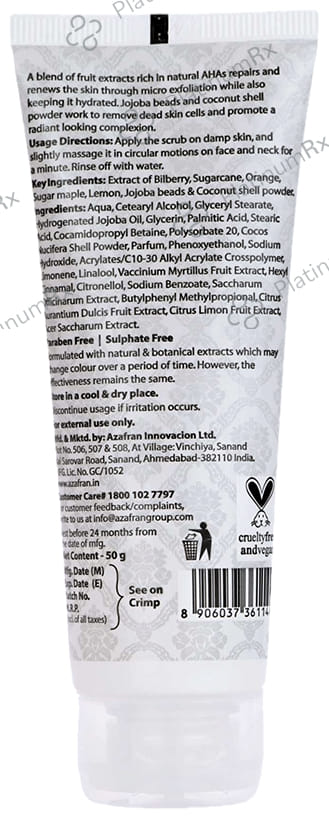 A blend of fruit extracts rich in natural AHAs repairs and
renews the skin through micro exfoliation while also
keeping it hydrated. Jojoba beads and coconut shell
powder work to remove dead skin cells and promote a
radiant looking complexion.
Usage Directions: Apply the scrub on damp skin, and
slightly massage it in circular motions on face and neck for
a minute. Rinse off with water.
Key Ingredients: Extract of Bilberry, Sugarcane, Orange,
Sugar maple, Lemon, Jojoba beads & Coconut shell powder.
Ingredients: Aqua, Cetearyl Alcohol, Glyceryl Stearate,
Hydrogenated Jojoba Oil, Glycerin, Palmitic Acid, Stearic
Acid, Cocamidopropyl Betaine, Polysorbate 20, Cocos
Nucifera Shell Powder, Parfum, Phenoxyethanol, Sodium
Hydroxide, Acrylates/C10-30 Alkyl Acrylate Crosspolymer,
Limonene, Linalool, Vaccinium Myrtillus Fruit Extract, Hexyl
Cinnamal, Citronellol, Sodium Benzoate, Saccharum
Officinarum Extract, Butylphenyl Methylpropional, Citrus
Aurantium Dulcis Fruit Extract, Citrus Limon Fruit Extract,
Acer Saccharum Extract.
Paraben Free | Sulphate Free
Formulated with natural & botanical extracts which may
change colour over a period of time. However, the
effectiveness remains the same.
Store in a cool & dry place.
Discontinue usage if irritation occurs.
For external use only.
Mfd. & Mktd. by: Azafran Innovacion Ltd.
Plot No. 506, 507 & 508, At Village: Vinchiya, Sanand
Sarovar Road, Sanand, Ahmedabad-382110 India.
MFG. Lic. No. GC/1052
www.azafran.in
Customer Care# 1800 102 7797
For customer feedback/complaints,
write to us at info@azafrangroup.com
Best before 24 months from
the date of mfg.
Net Content - 50 g
Mfg. Date (M)
Exp. Date (E)
Batch No.
M.R.P.
(Incl. of all taxes)
See on
Crimp
crueltyfree
andvegan
8 906037 36114
PlatinumRx